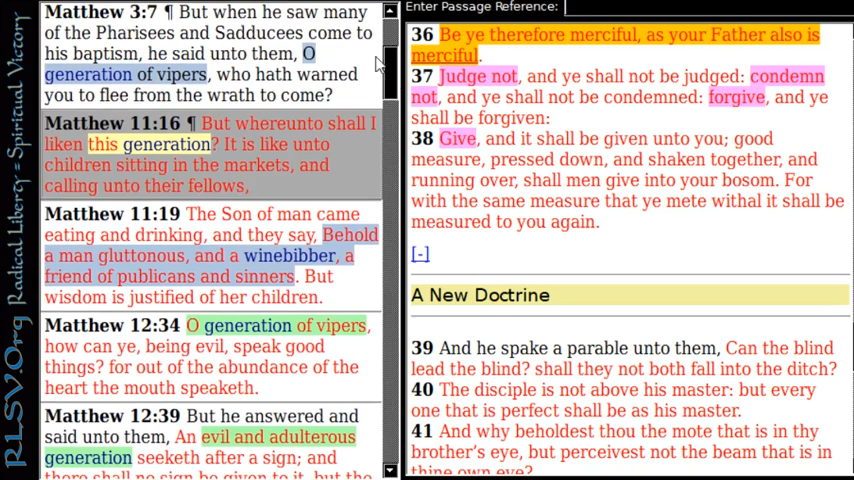 RLSV.Org Radical Liberty = Spiritual Victory
Matthew 3:7 ¶ But when he saw many
of the Pharisees and Sadducees come to
his baptism, he said unto them, O
generation of vipers, who hath warned
you to flee from the wrath to come?
Matthew 11:16 ¶ But whereunto shall I
liken this generation? It is like unto
children sitting in the markets, and
calling unto their fellows,
Matthew 11:19 The Son of man came
eating and drinking, and they say, Behold
a man gluttonous, and a winebibber, a
friend of publicans and sinners. But
wisdom is justified of her children.
Matthew 12:34 O generation of vipers,
how can ye, being evil, speak good
things? for out of the abundance of the
heart the mouth speaketh.
Matthew 12:39 But he answered and
said unto them, An evil and adulterous
generation seeketh after a sign; and
there shall no sign be given to it, but the
Enter Passage Reference:
36 Be ye therefore merciful, as your Father also is
merciful.
37 Judge not, and ye shall not be judged: condemn
not, and ye shall not be condemned: forgive, and ye
shall be forgiven:
38 Give, and it shall be given unto you; good
measure, pressed down, and shaken together, and
running over, shall men give into your bosom. For
with the same measure that ye mete withal it shall be
measured to you again.
[-]
A New Doctrine
39 And he spake a parable unto them, Can the blind
lead the blind? shall they not both fall into the ditch?
40 The disciple is not above his master: but every
one that is perfect shall be as his master.
41 And why beholdest thou the mote that is in thy
brother's eye, but perceivest not the beam that is in
thine own eye?